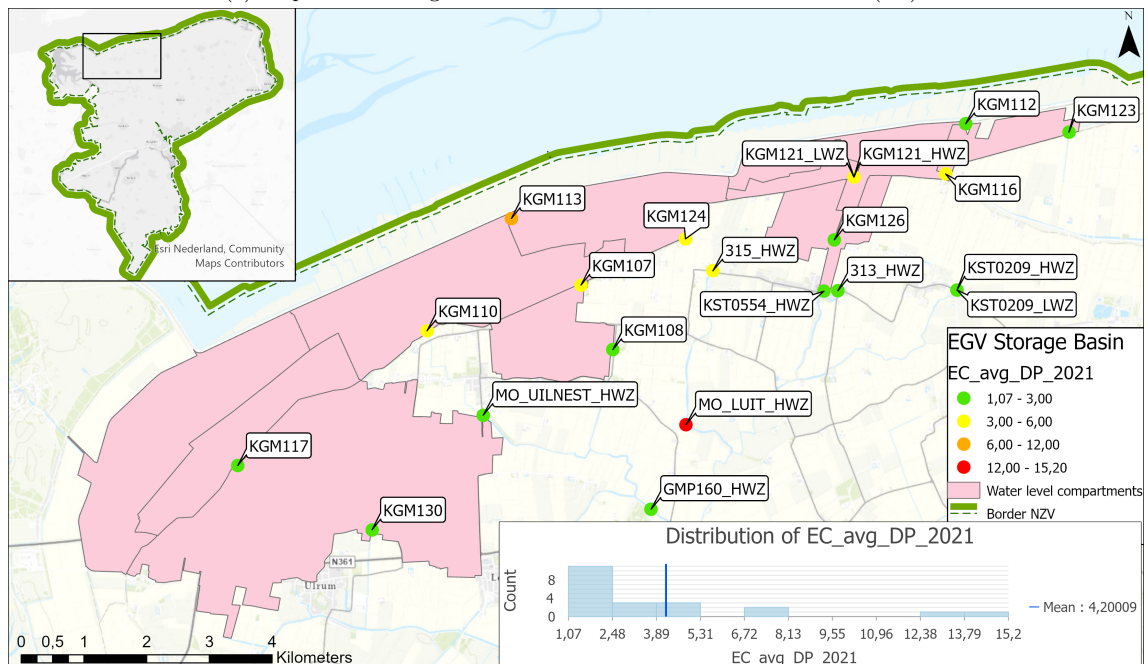 N
KGM112
KGM123
KGM121_LWZ
KGM121_HWZ
KGM116
KGM113
KGM124
KGM126
Esri Nederland, Community
Maps Contributors
KGM107
315_HWZ
313_HWZ
KST0209_HWZ
KST0554_HWZ
KST0209_LWZ
KGM110
KGM108
MO_UILNEST_HWZ
MO_LUIT_HWZ
KGM117
GMP160_HWZ
KGM130
N361
Ulrum
EGV Storage Basin
EC_avg_DP_2021
1,07 - 3,00
3,00 - 6,00
6,00 - 12,00
12,00 - 15,20
Water level compartments
Border NZV
Distribution of EC_avg_DP_2021
Count
8
4
0
1,07 2,48 3,89 5,31 6,72 8,13 9,55 10,96 12,38 13,79 15,2
EC_avg_DP_2021
Mean : 4,20009
0 0,5 1 2 3 4
Kilometers